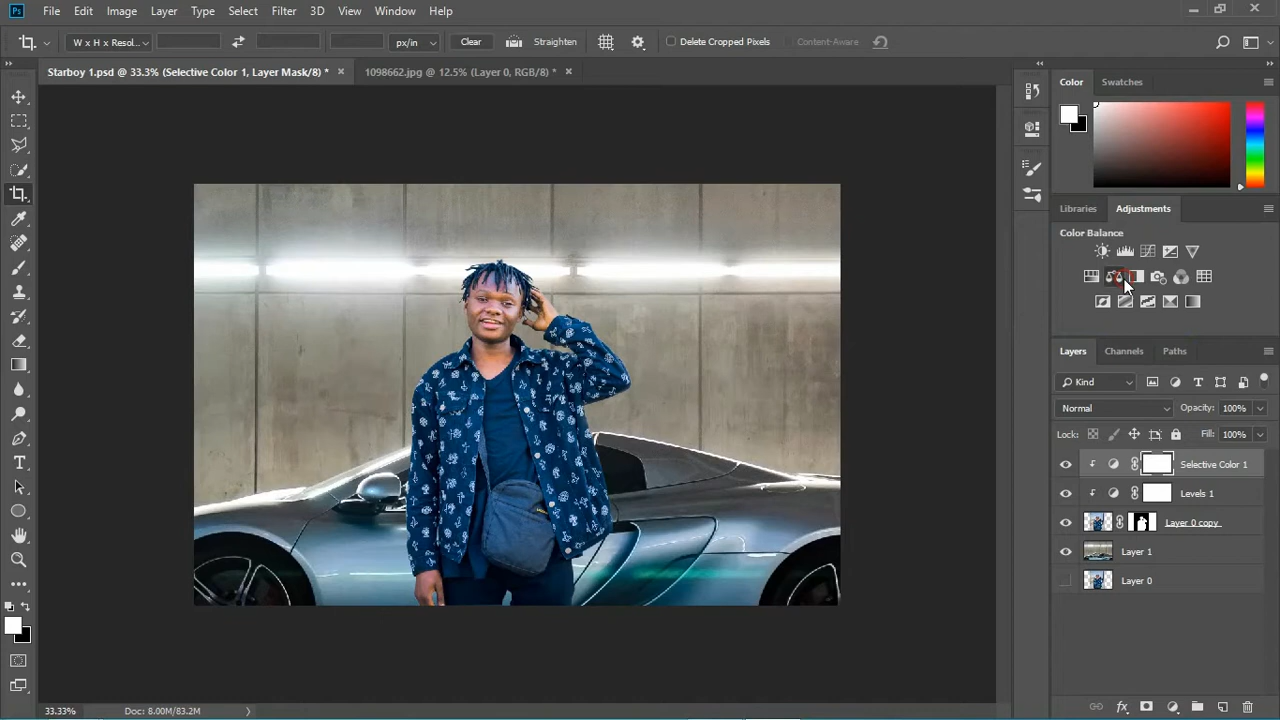 Ps File Edit Image Layer Type Select Filter 3D View Window Help
W x H x Resol... px/in Clear Straighten Delete Cropped Pixels Content-Aware
Starboy 1.psd @ 33.3% (Selective Color 1, Layer Mask/8) * × 1098662.jpg @ 12.5% (Layer 0, RGB/8) * ×
Color Swatches
Libraries Adjustments
Color Balance
Layers Channels Paths
Kind
Normal Opacity: 100%
Lock: Fill: 100%
Selective Color 1
Levels 1
Layer 0 copy
Layer 1
Layer 0
33.33% Doc: 8.00M/83.2M